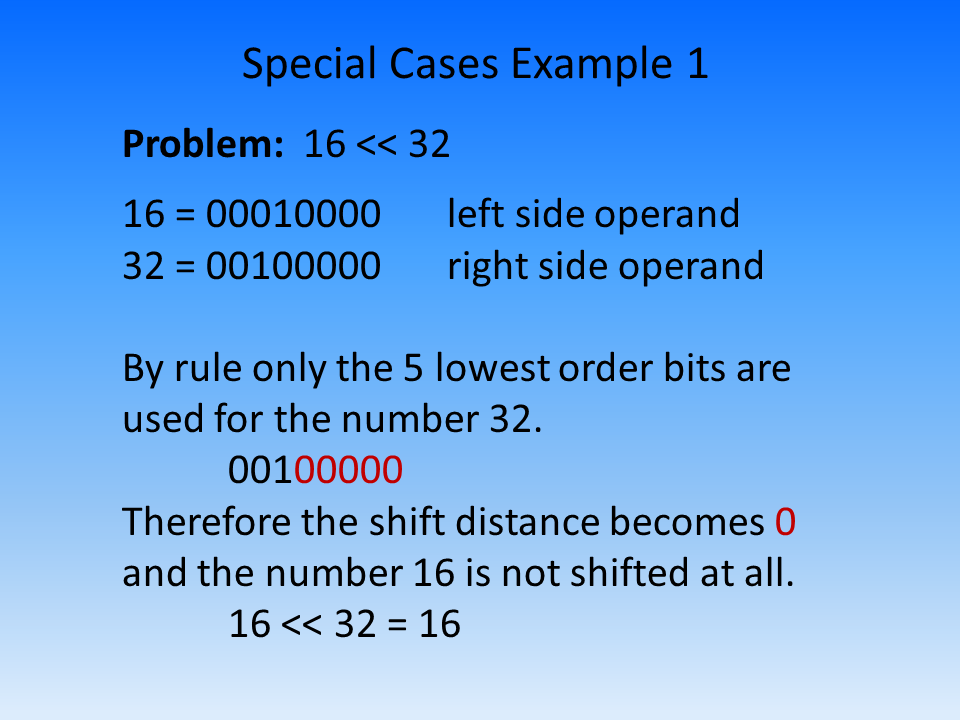 Special Cases Example 1
Problem: 16 << 32
16 = 00010000 left side operand
32 = 00100000 right side operand
By rule only the 5 lowest order bits are
used for the number 32.
00100000
Therefore the shift distance becomes 0
and the number 16 is not shifted at all.
16 << 32 = 16